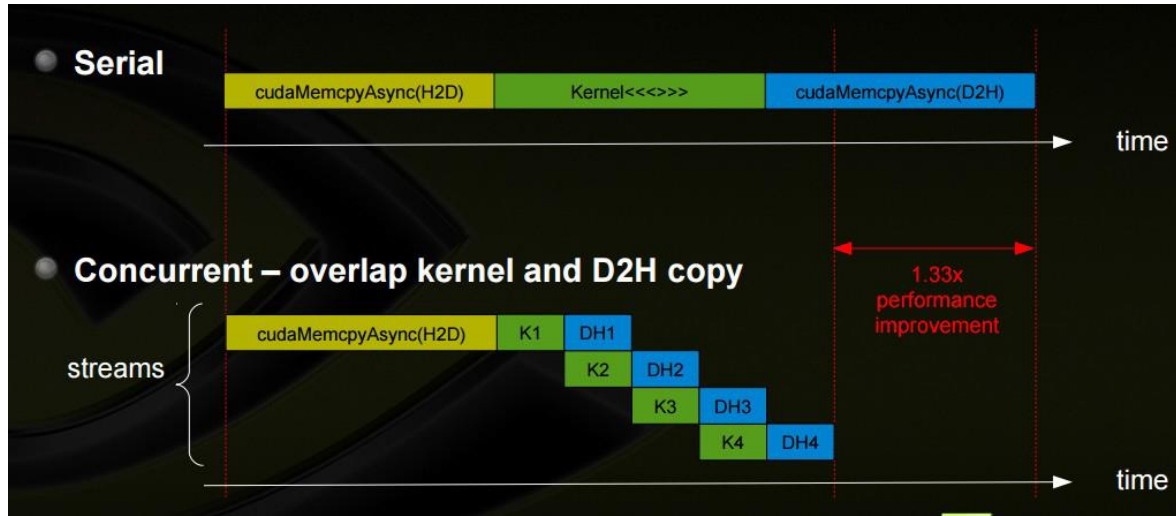 Serial
cudaMemcpyAsync(H2D) Kernel<<<>>> cudaMemcpyAsync(D2H)
time
Concurrent – overlap kernel and D2H copy
1.33x
performance
improvement
streams
cudaMemcpyAsync(H2D) K1 DH1
K2 DH2
K3 DH3
K4 DH4
time